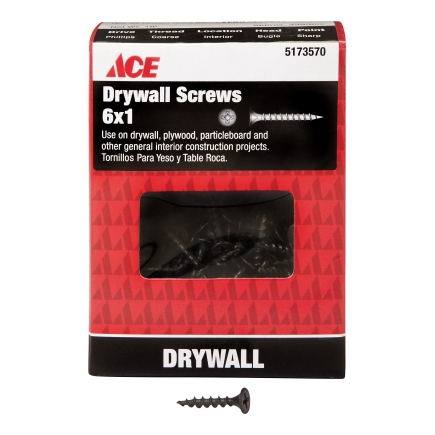 Drive Thread Location Head Point
Phillips Coarse Interior Bugle Sharp
5173570
ACE
Drywall Screws
6x1
Use on drywall, plywood, particleboard and
other general interior construction projects.
Tornillos Para Yeso y Table Roca.
DRYWALL